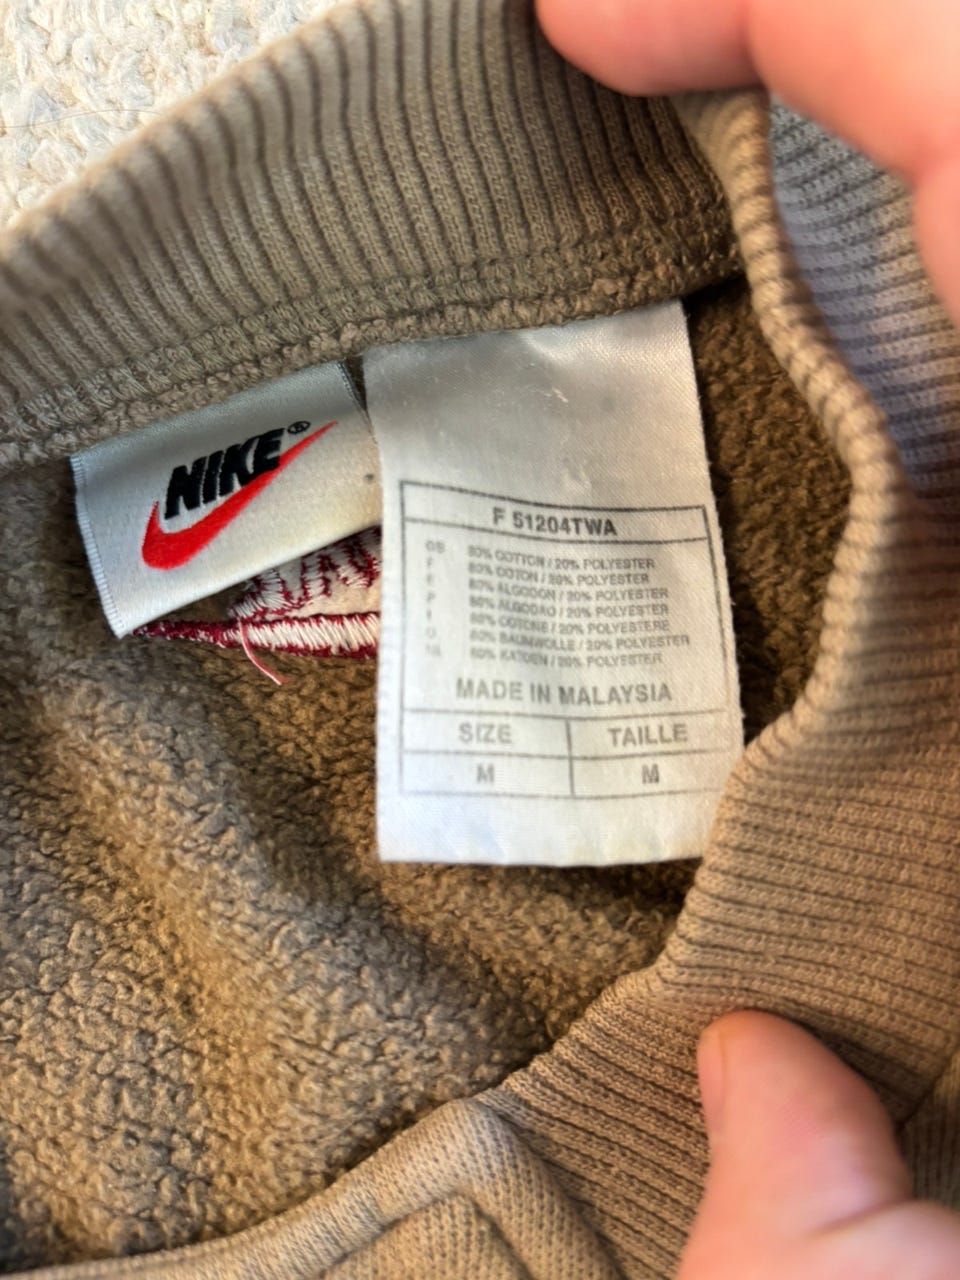 NIKE®
F 51204TWA
GB 80% COTTON / 20% POLYESTER
F 80% COTON / 20% POLYESTER
E 80% ALGODON / 20% POLYESTER
P 80% ALGODAO / 20% POLYESTER
I 80% COTONE / 20% POLYESTERE
D 80% BAUMWOLLE / 20% POLYESTER
80% KATOEN / 20% POLYESTER
MADE IN MALAYSIA
SIZE TAILLE
M M